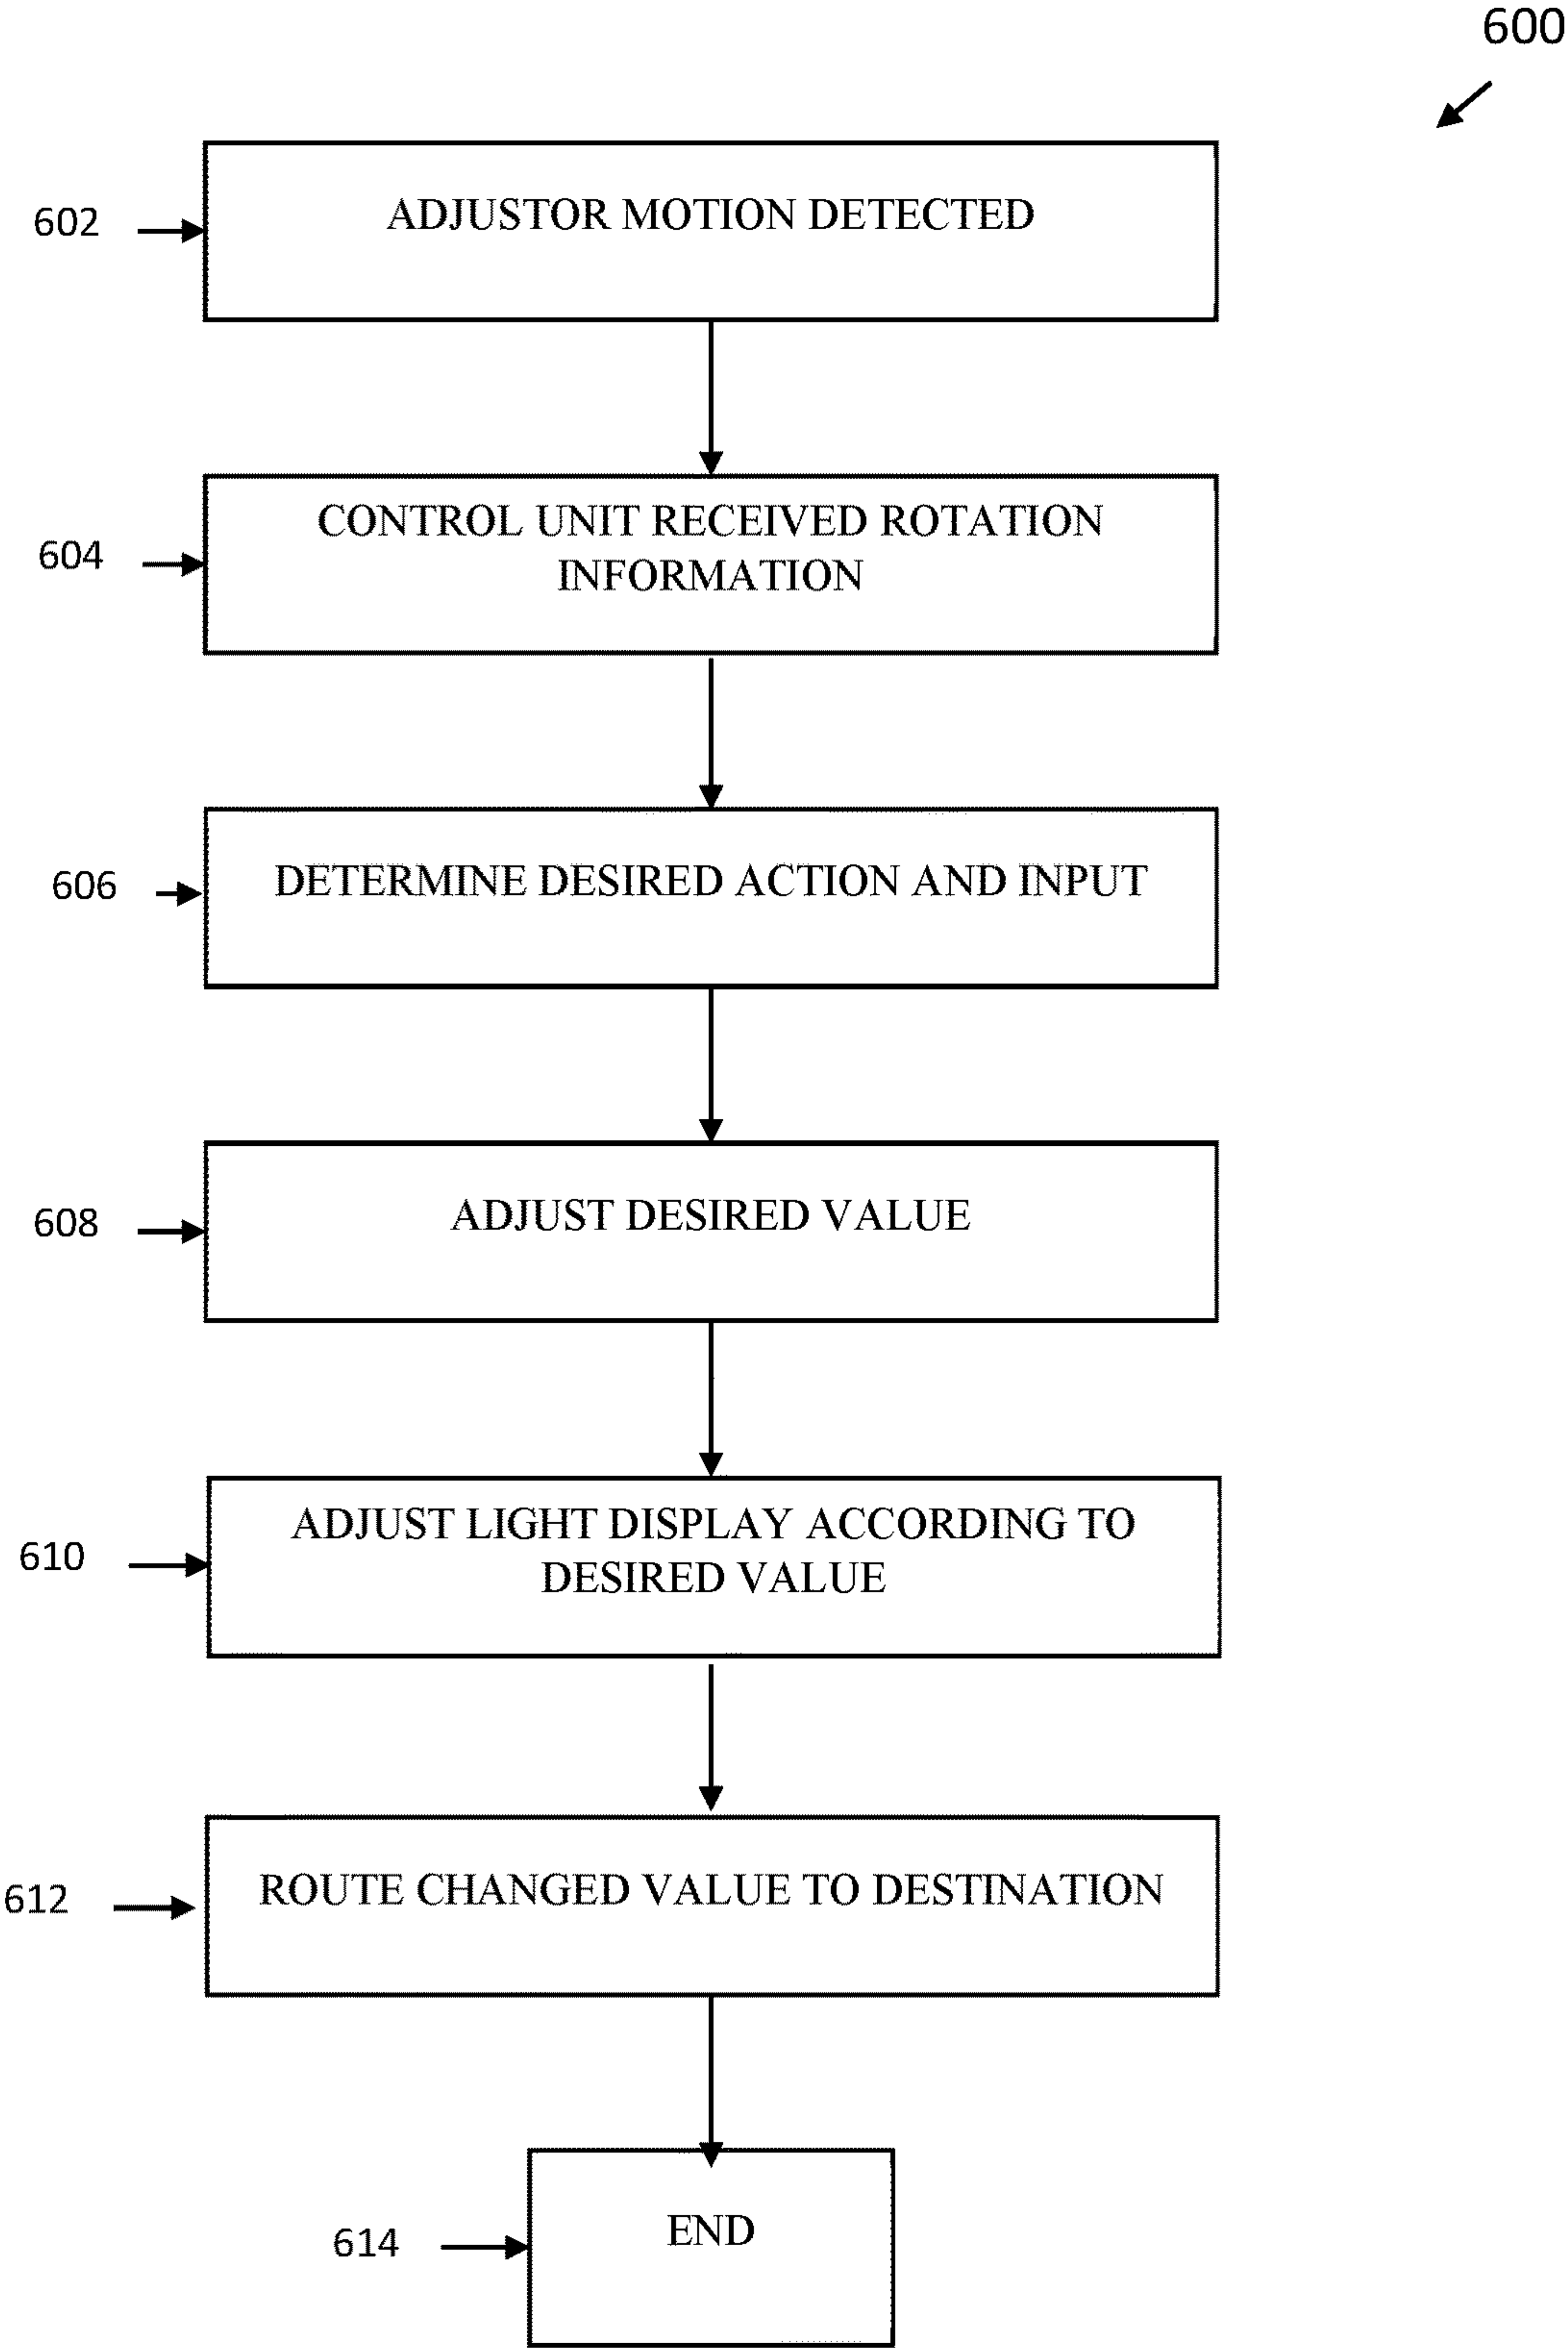 600
602
ADJUSTOR MOTION DETECTED
604
CONTROL UNIT RECEIVED ROTATION
INFORMATION
606
DETERMINE DESIRED ACTION AND INPUT
608
ADJUST DESIRED VALUE
610
ADJUST LIGHT DISPLAY ACCORDING TO
DESIRED VALUE
612
ROUTE CHANGED VALUE TO DESTINATION
614
END